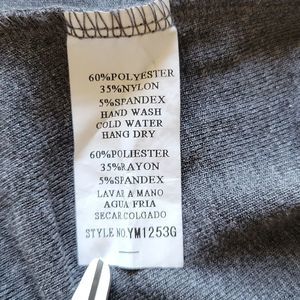 60%POLYESTER
35%NYLON
5%SPANDEX
HAND WASH
COLD WATER
HANG DRY
60%POLIESTER
35%RAYON
5%SPANDEX
LAVAR A MANO
AGUA FRIA
SECAR COLGADO
STYLE NO.YM1253G